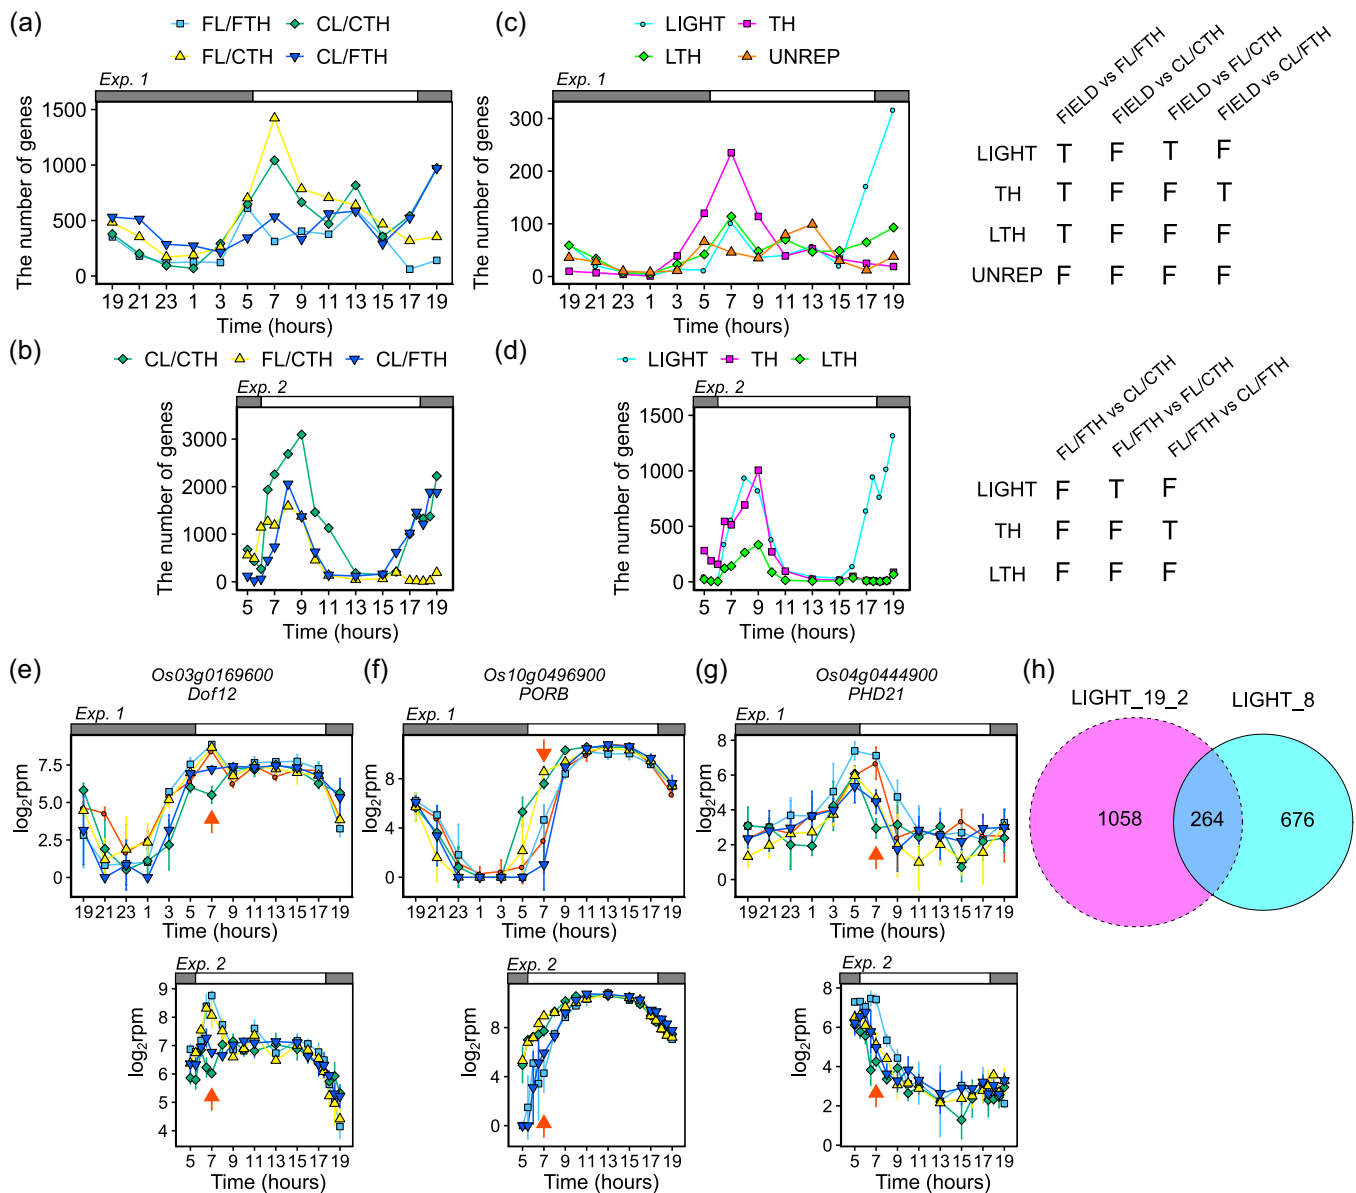 (a)
FL/FTH CL/CTH
FL/CTH CL/FTH
Exp. 1
The number of genes
1500
1000
500
0
19 21 23 1 3 5 7 9 11 13 15 17 19
Time (hours)
(c)
LIGHT TH
LTH UNREP
Exp. 1
The number of genes
300
200
100
0
19 21 23 1 3 5 7 9 11 13 15 17 19
Time (hours)
FIELD vs FL/FTH
FIELD vs CL/CTH
FIELD vs FL/CTH
FIELD vs CL/FTH
LIGHT T F T F
TH T F F T
LTH T F F F
UNREP F F F F
(b)
CL/CTH FL/CTH CL/FTH
Exp. 2
The number of genes
3000
2000
1000
0
5 7 9 11 13 15 17 19
Time (hours)
(d)
LIGHT TH LTH
Exp. 2
The number of genes
1500
1000
500
0
5 7 9 11 13 15 17 19
Time (hours)
FL/FTH vs CL/CTH
FL/FTH vs FL/CTH
FL/FTH vs CL/FTH
LIGHT F T F
TH F F T
LTH F F F
(e)
Os03g0169600
Dof12
Exp. 1
log2rpm
7.5
5.0
2.5
0
19 21 23 1 3 5 7 9 11 13 15 17 19
Time (hours)
Exp. 2
log2rpm
9
8
7
6
5
4
5 7 9 11 13 15 17 19
Time (hours)
(f)
Os10g0496900
PORB
Exp. 1
log2rpm
8
4
0
19 21 23 1 3 5 7 9 11 13 15 17 19
Time (hours)
Exp. 2
log2rpm
8
4
0
5 7 9 11 13 15 17 19
Time (hours)
(g)
Os04g0444900
PHD21
Exp. 1
log2rpm
8
6
4
2
0
19 21 23 1 3 5 7 9 11 13 15 17 19
Time (hours)
Exp. 2
log2rpm
8
6
4
2
0
5 7 9 11 13 15 17 19
Time (hours)
(h)
LIGHT_19_2 LIGHT_8
1058 264 676